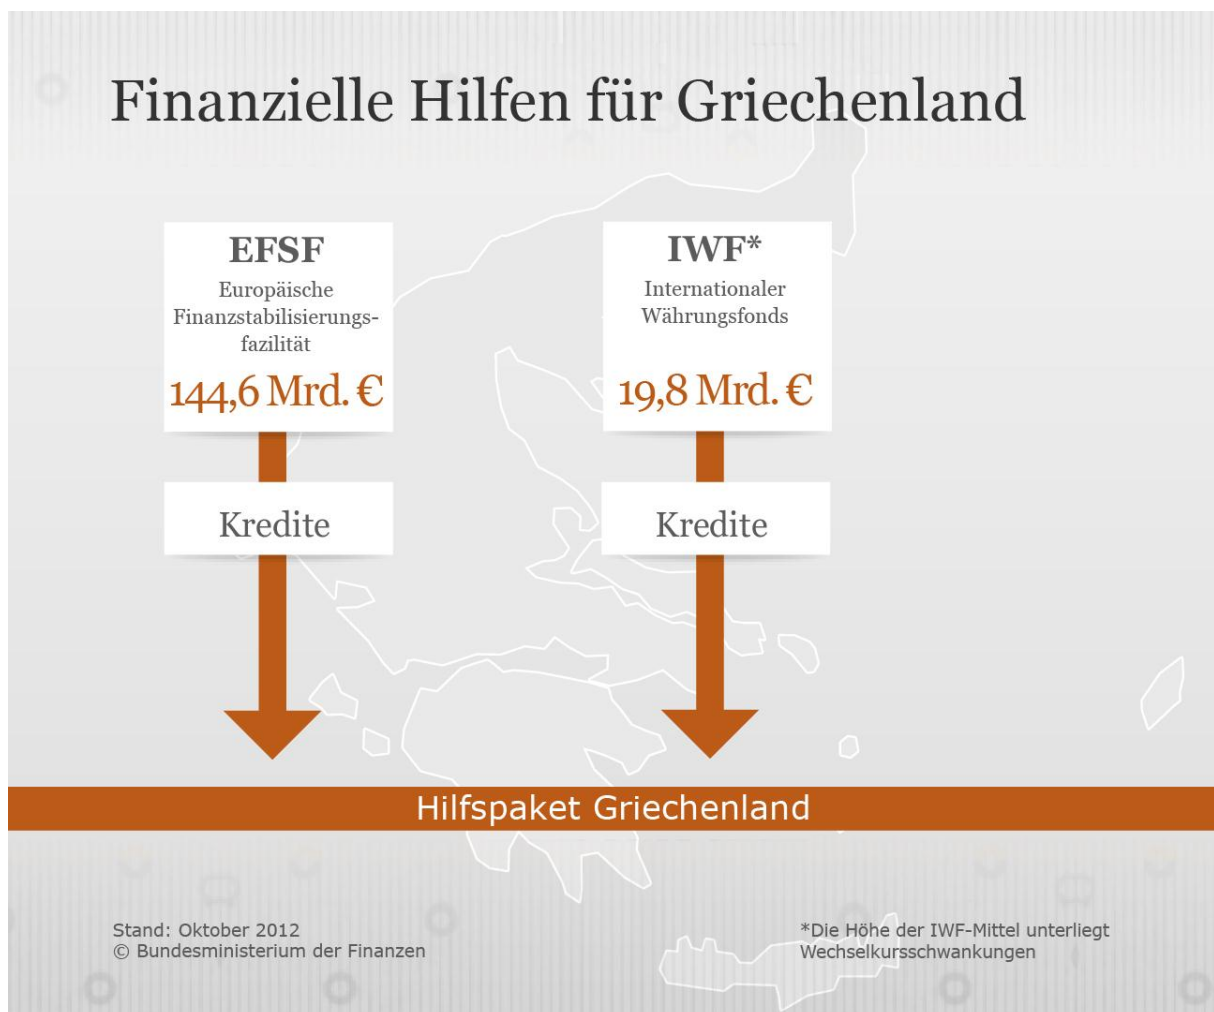 Finanzielle Hilfen für Griechenland
EFSF
Europäische
Finanzstabilisierungs-
fazilität
144,6 Mrd. €
Kredite
IWF*
Internationaler
Währungsfonds
19,8 Mrd. €
Kredite
Hilfspaket Griechenland
Stand: Oktober 2012
© Bundesministerium der Finanzen
*Die Höhe der IWF-Mittel unterliegt
Wechselkursschwankungen